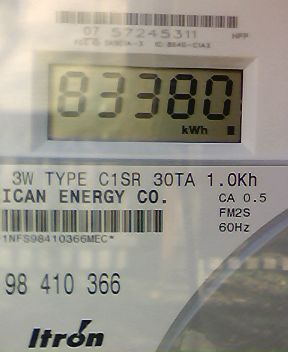 07 57245311 NPP
83380
kWh
3W TYPE C1SR 30TA 1.0Kh
ICAN ENERGY CO. CA 0.5
FM2S
60Hz
1NFS98410366MEC*
98 410 366
Itron